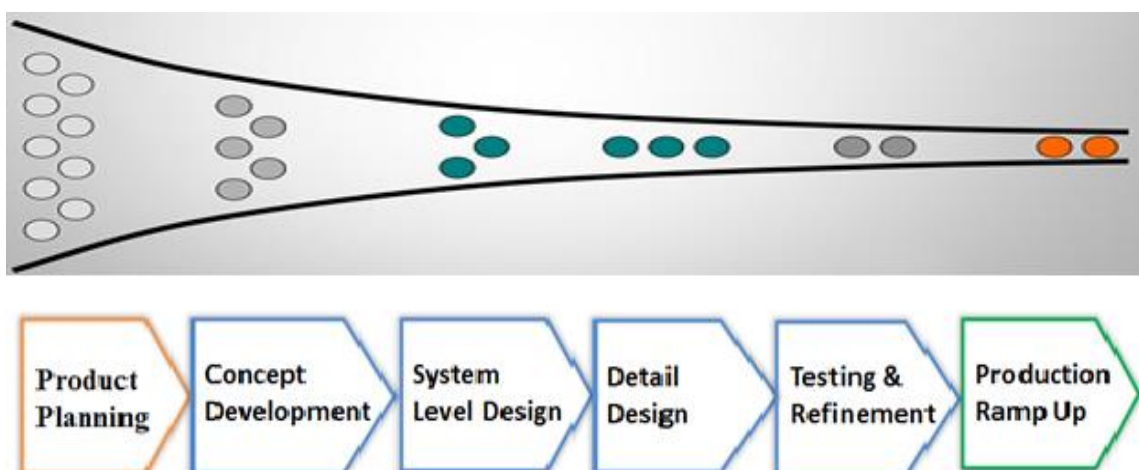 Product
Planning
Concept
Development
System
Level Design
Detail
Design
Testing &
Refinement
Production
Ramp Up